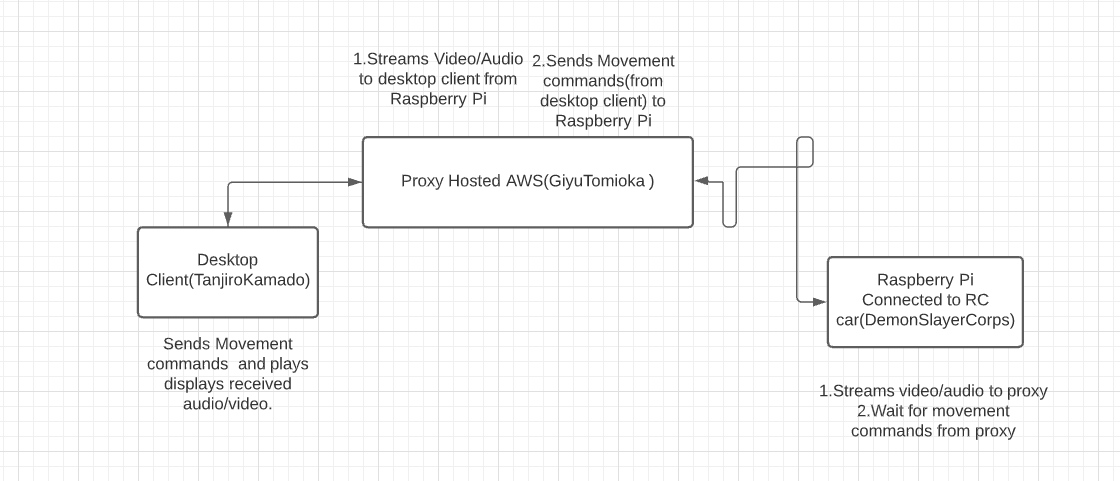 1.Streams Video/Audio
to desktop client from
Raspberry Pi
2.Sends Movement
commands(from
desktop client) to
Raspberry Pi
Proxy Hosted AWS(GiyuTomioka )
Desktop
Client(TanjiroKamado)
Sends Movement
commands  and plays
displays received
audio/video.
Raspberry Pi
Connected to RC
car(DemonSlayerCorps)
1.Streams video/audio to proxy
2.Wait for movement
commands from proxy